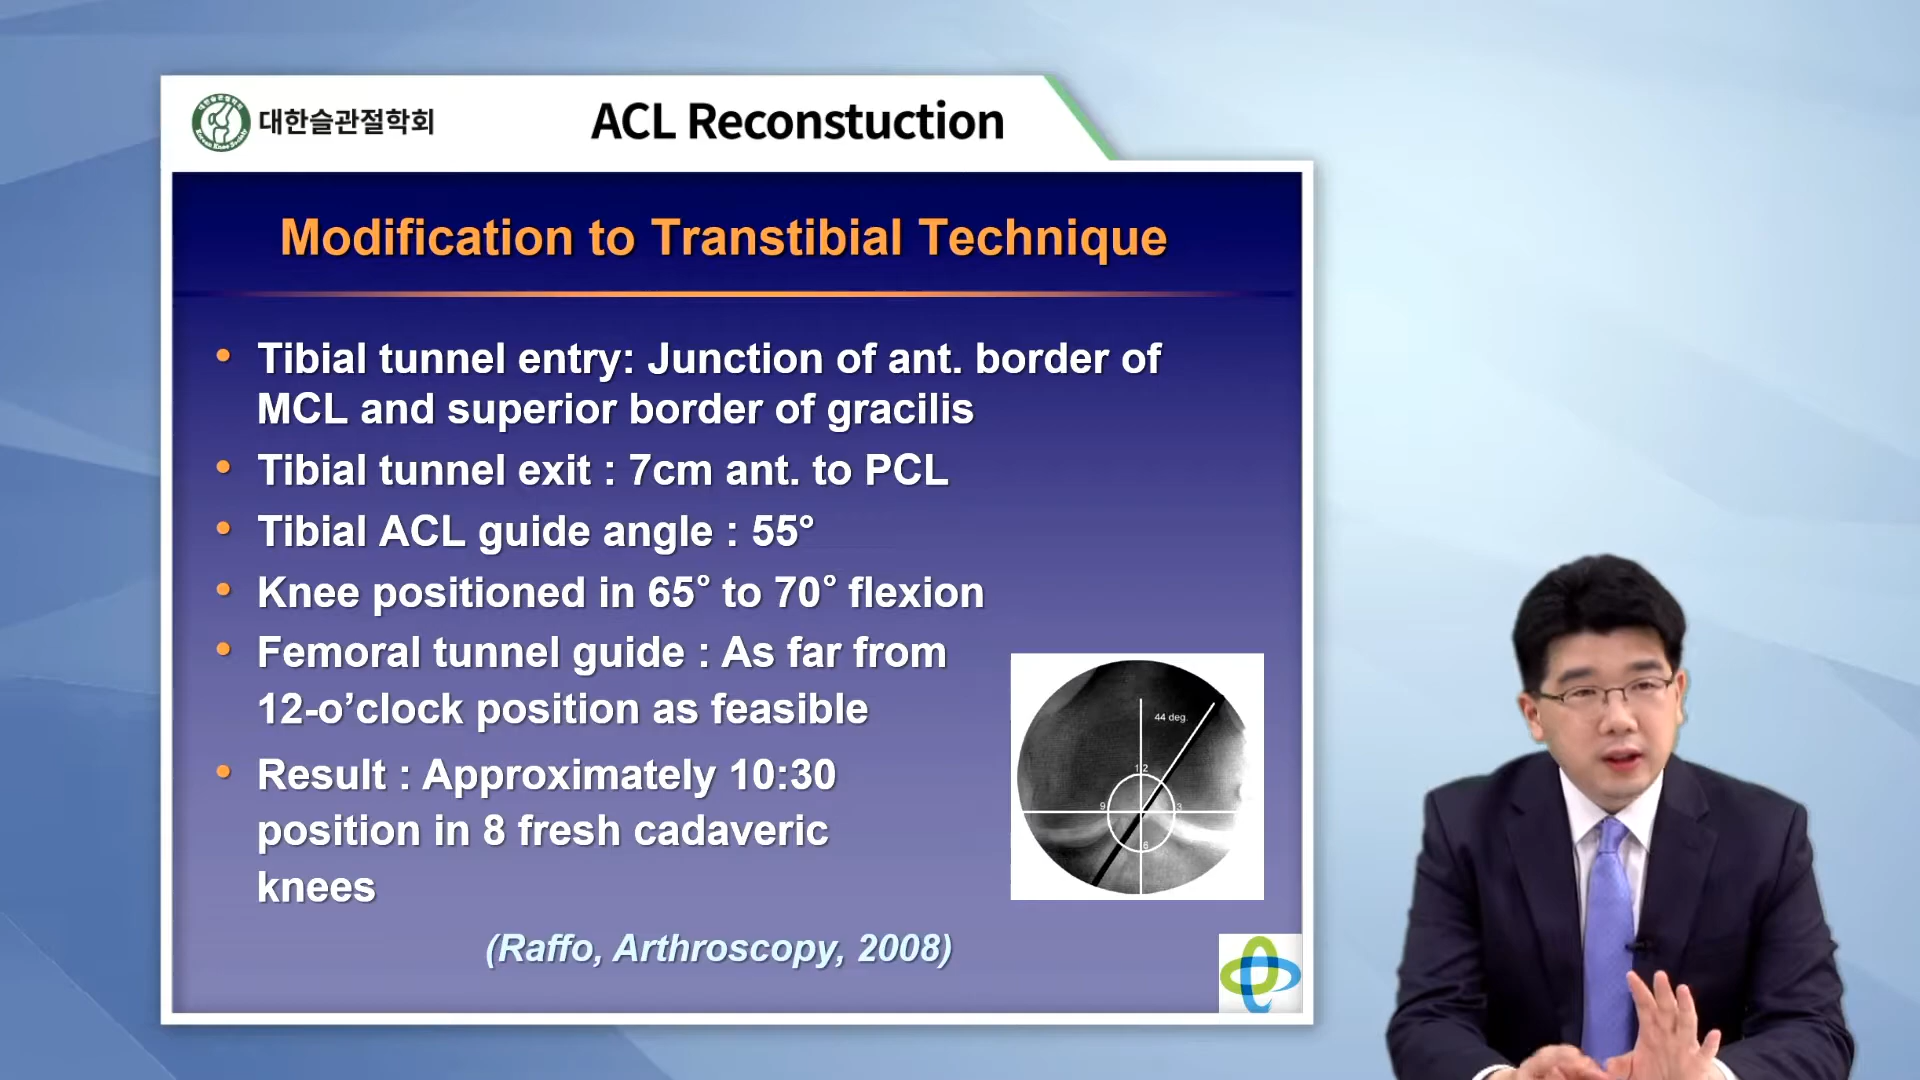 대한슬관절학회
ACL Reconstuction
Modification to Transtibial Technique
• Tibial tunnel entry: Junction of ant. border of
MCL and superior border of gracilis
• Tibial tunnel exit : 7cm ant. to PCL
• Tibial ACL guide angle : 55°
• Knee positioned in 65° to 70° flexion
• Femoral tunnel guide : As far from
12-o’clock position as feasible
• Result : Approximately 10:30
position in 8 fresh cadaveric
knees
44 deg.
12
9
3
6
(Raffo, Arthroscopy, 2008)